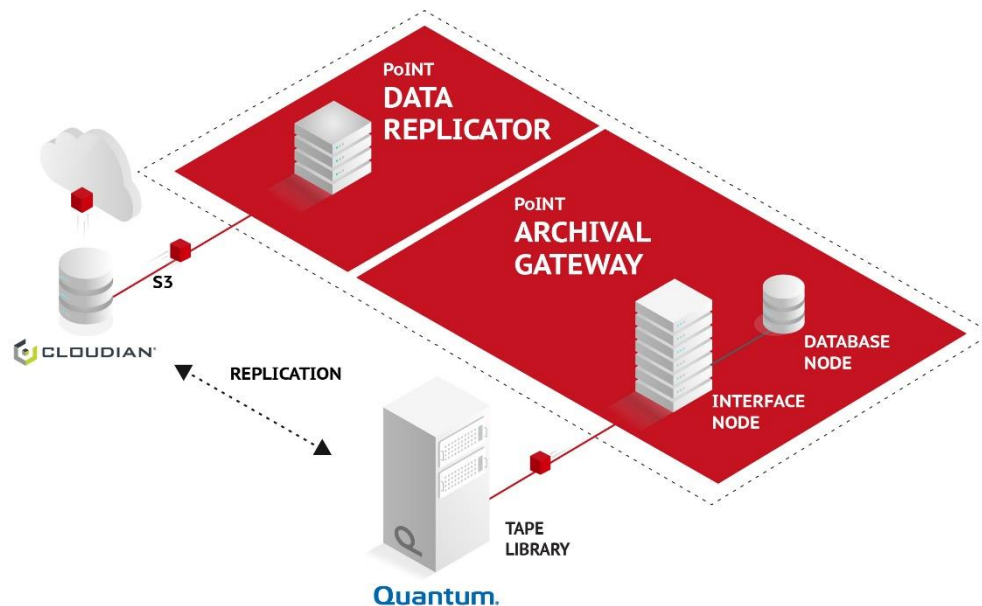 PoINT
DATA
REPLICATOR
PoINT
ARCHIVAL
GATEWAY
S3
CLOUDIAN®
DATABASE
NODE
REPLICATION
INTERFACE
NODE
TAPE
LIBRARY
Quantum.